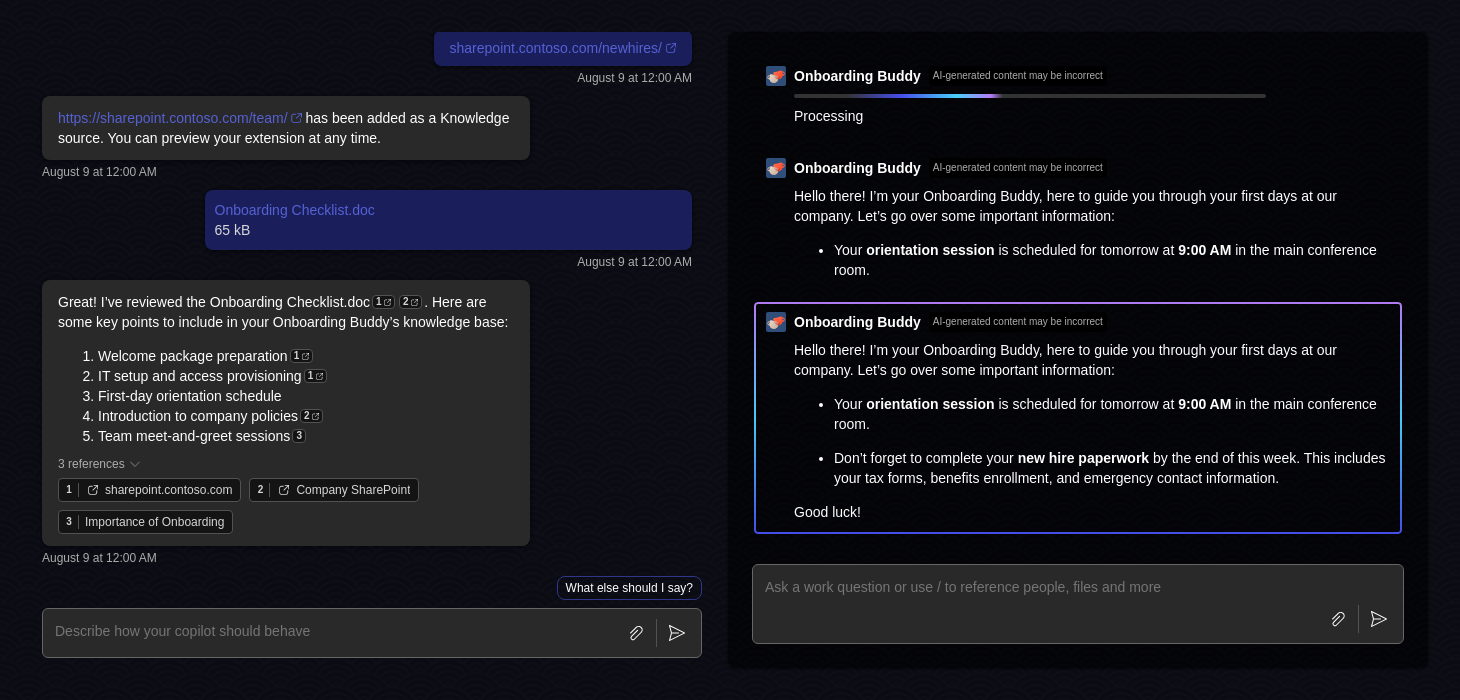 sharepoint.contoso.com/newhires/
August 9 at 12:00 AM
https://sharepoint.contoso.com/team/ has been added as a Knowledge
source. You can preview your extension at any time.
August 9 at 12:00 AM
Onboarding Checklist.doc
65 kB
August 9 at 12:00 AM
Great! I’ve reviewed the Onboarding Checklist.doc 1 2 . Here are
some key points to include in your Onboarding Buddy’s knowledge base:
1. Welcome package preparation 1
2. IT setup and access provisioning 1
3. First-day orientation schedule
4. Introduction to company policies 2
5. Team meet-and-greet sessions 3
3 references
1 sharepoint.contoso.com 2 Company SharePoint
3 Importance of Onboarding
August 9 at 12:00 AM
What else should I say?
Describe how your copilot should behave
Onboarding Buddy AI-generated content may be incorrect
Processing
Onboarding Buddy AI-generated content may be incorrect
Hello there! I’m your Onboarding Buddy, here to guide you through your first days at our
company. Let’s go over some important information:
• Your orientation session is scheduled for tomorrow at 9:00 AM in the main conference
room.
Onboarding Buddy AI-generated content may be incorrect
Hello there! I’m your Onboarding Buddy, here to guide you through your first days at our
company. Let’s go over some important information:
• Your orientation session is scheduled for tomorrow at 9:00 AM in the main conference
room.
• Don’t forget to complete your new hire paperwork by the end of this week. This includes
your tax forms, benefits enrollment, and emergency contact information.
Good luck!
Ask a work question or use / to reference people, files and more